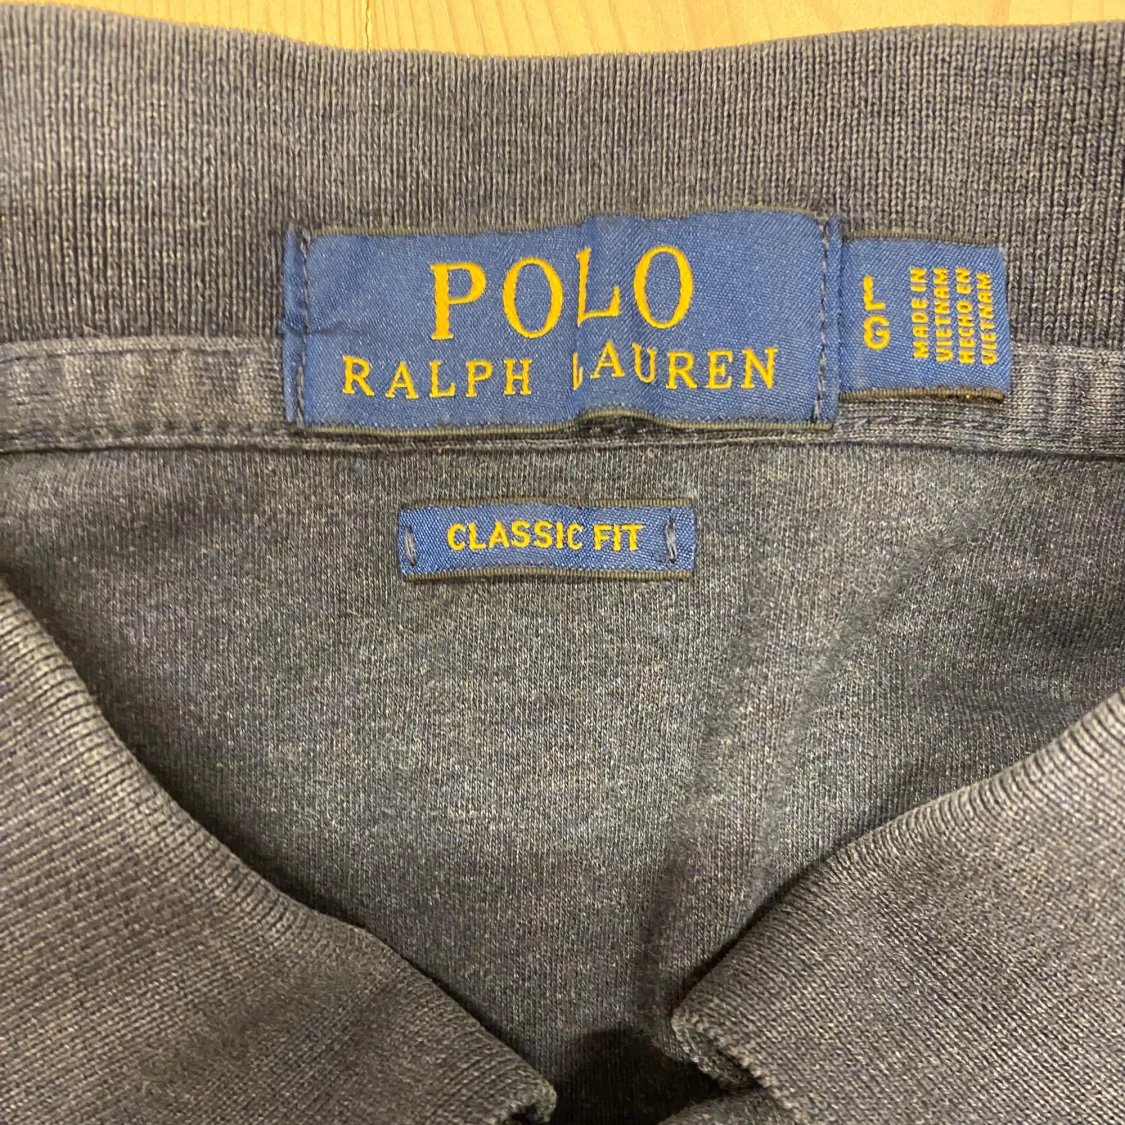 POLO
RALPH LAUREN
LG
MADE IN
VIETNAM
HECHO EN
VIETNAM
CLASSIC FIT